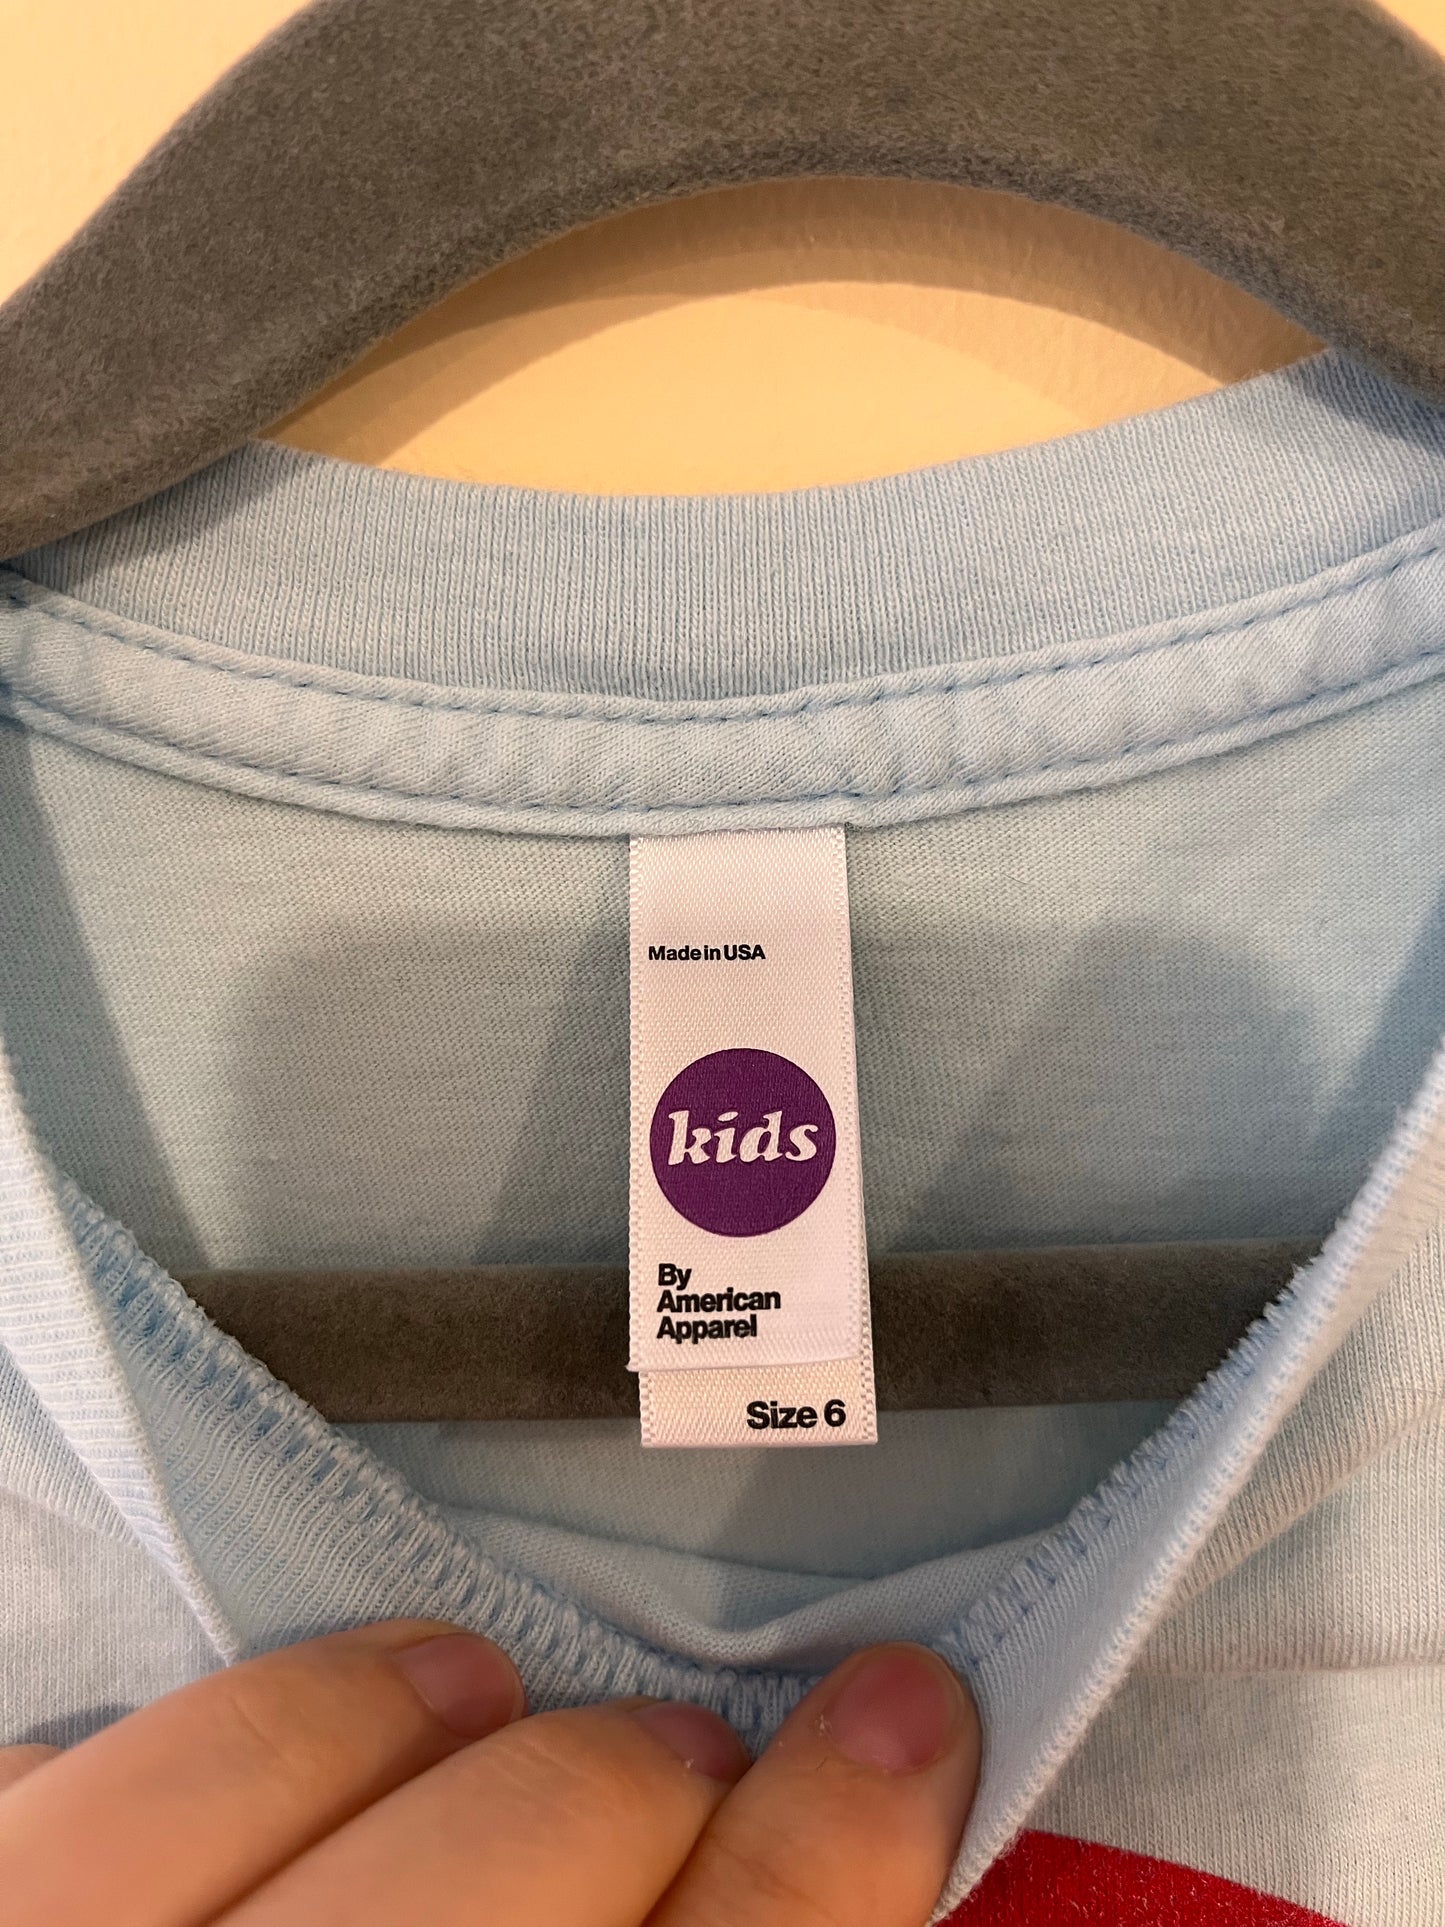 Made in USA
kids
By
American
Apparel
Size 6